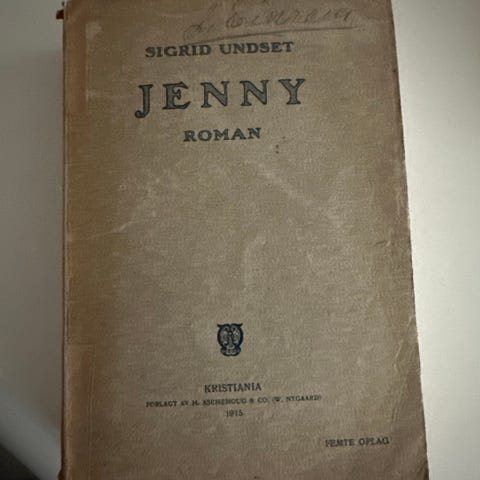 SIGRID UNDSET
JENNY
ROMAN
KRISTIANIA
FORLAGT AV H. ASCHEHOUG & CO. (W. NYGAARD)
1915
FEMTE OPLAG